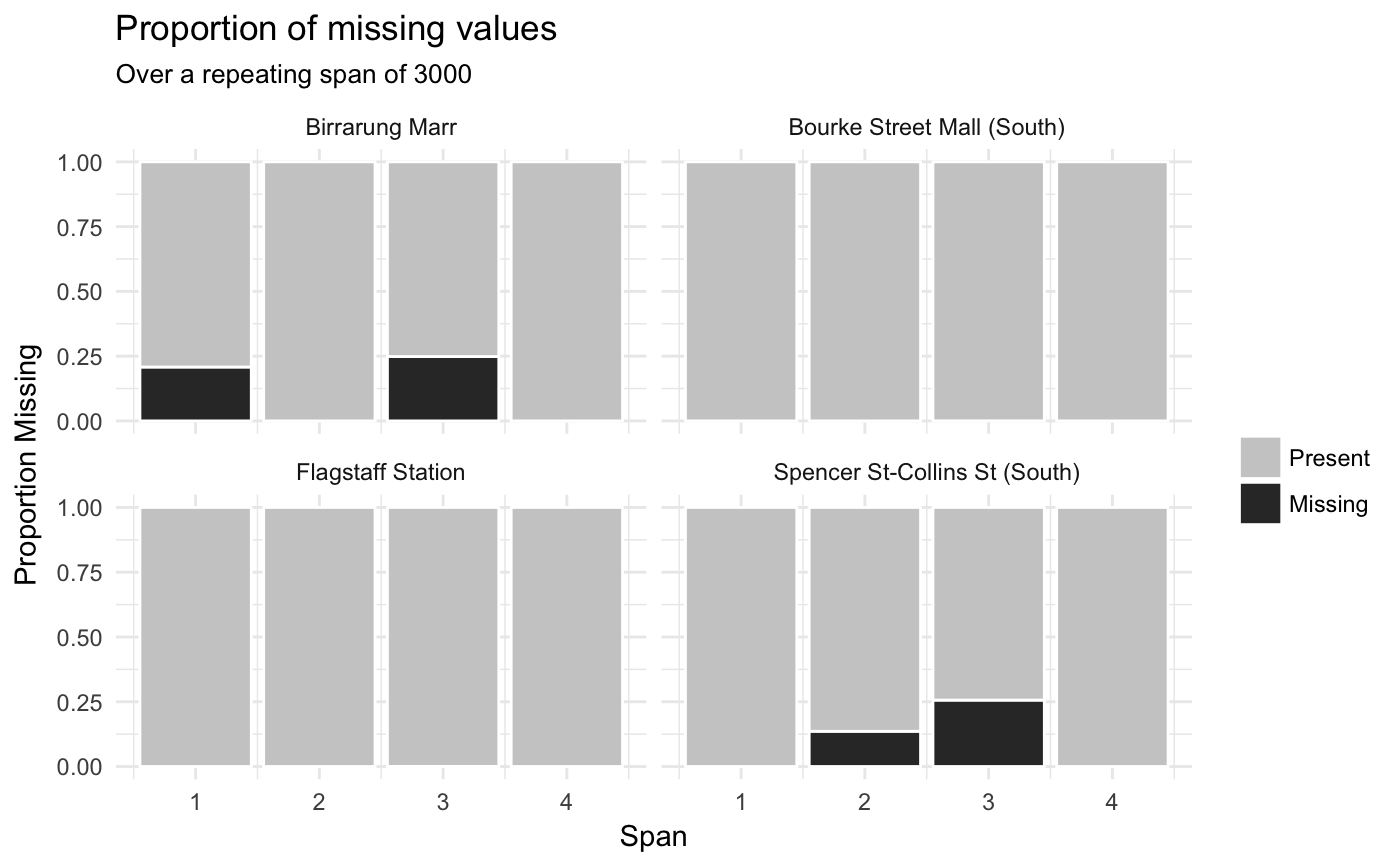 Proportion of missing values
Over a repeating span of 3000
Birrarung Marr
Bourke Street Mall (South)
1.00
0.75
0.50
0.25
0.00
Flagstaff Station
Spencer St-Collins St (South)
1.00
0.75
0.50
0.25
0.00
1 2 3 4
1 2 3 4
Proportion Missing
Span
Present
Missing